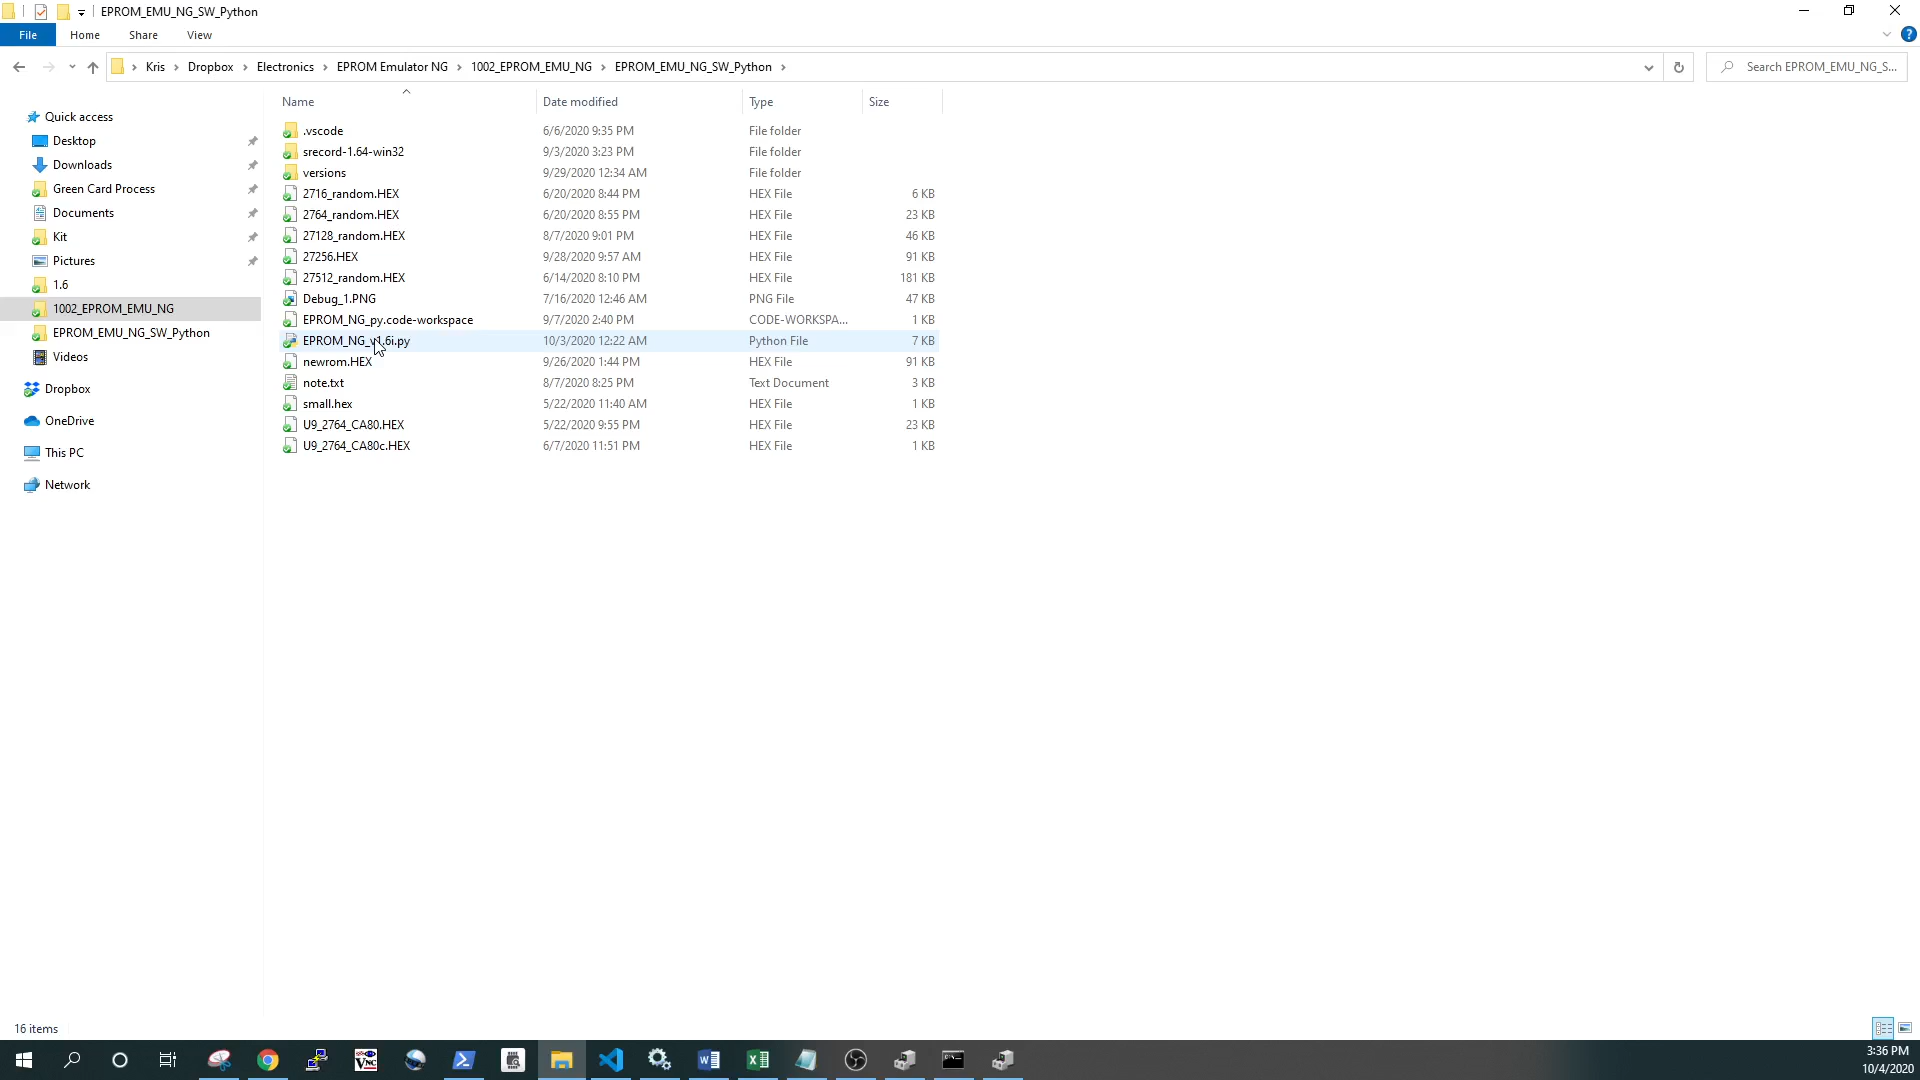 EPROM_EMU_NG_SW_Python
File Home Share View
Kris Dropbox Electronics EPROM Emulator NG 1002_EPROM_EMU_NG EPROM_EMU_NG_SW_Python Search EPROM_EMU_NG_S...
Name Date modified Type Size
Quick access
Desktop
Downloads
Green Card Process
Documents
Kit
Pictures
1.6
1002_EPROM_EMU_NG
EPROM_EMU_NG_SW_Python
Videos
Dropbox
OneDrive
This PC
Network
.vscode 6/6/2020 9:35 PM File folder
srecord-1.64-win32 9/3/2020 3:23 PM File folder
versions 9/29/2020 12:34 AM File folder
2716_random.HEX 6/20/2020 8:44 PM HEX File 6 KB
2764_random.HEX 6/20/2020 8:55 PM HEX File 23 KB
27128_random.HEX 8/7/2020 9:01 PM HEX File 46 KB
27256.HEX 9/28/2020 9:57 AM HEX File 91 KB
27512_random.HEX 6/14/2020 8:10 PM HEX File 181 KB
Debug_1.PNG 7/16/2020 12:46 AM PNG File 47 KB
EPROM_NG_py.code-workspace 9/7/2020 2:40 PM CODE-WORKSPA... 1 KB
EPROM_NG_v1.6i.py 10/3/2020 12:22 AM Python File 7 KB
newrom.HEX 9/26/2020 1:44 PM HEX File 91 KB
note.txt 8/7/2020 8:25 PM Text Document 3 KB
small.hex 5/22/2020 11:40 AM HEX File 1 KB
U9_2764_CA80.HEX 5/22/2020 9:55 PM HEX File 23 KB
U9_2764_CA80c.HEX 6/7/2020 11:51 PM HEX File 1 KB
16 items
3:36 PM
10/4/2020